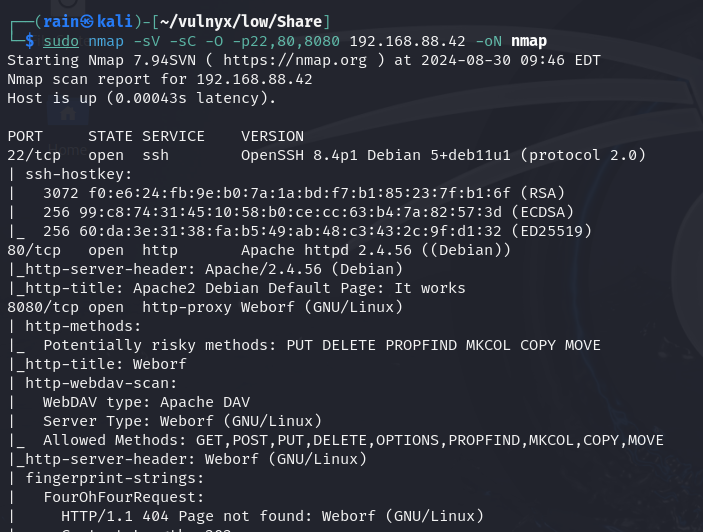 ┌──(rain㉿kali)-[~/vulnyx/low/Share]
└─$ sudo nmap -sV -sC -O -p22,80,8080 192.168.88.42 -oN nmap
Starting Nmap 7.94SVN ( https://nmap.org ) at 2024-08-30 09:46 EDT
Nmap scan report for 192.168.88.42
Host is up (0.00043s latency).
PORT     STATE SERVICE    VERSION
22/tcp   open  ssh        OpenSSH 8.4p1 Debian 5+deb11u1 (protocol 2.0)
| ssh-hostkey:
|   3072 f0:e6:24:fb:9e:b0:7a:1a:bd:f7:b1:85:23:7f:b1:6f (RSA)
|   256 99:c8:74:31:45:10:58:b0:ce:cc:63:b4:7a:82:57:3d (ECDSA)
|_  256 60:da:3e:31:38:fa:b5:49:ab:48:c3:43:2c:9f:d1:32 (ED25519)
80/tcp   open  http       Apache httpd 2.4.56 ((Debian))
|_http-server-header: Apache/2.4.56 (Debian)
|_http-title: Apache2 Debian Default Page: It works
8080/tcp open  http-proxy Weborf (GNU/Linux)
| http-methods:
|_  Potentially risky methods: PUT DELETE PROPFIND MKCOL COPY MOVE
|_http-title: Weborf
| http-webdav-scan:
|   WebDAV type: Apache DAV
|   Server Type: Weborf (GNU/Linux)
|_  Allowed Methods: GET,POST,PUT,DELETE,OPTIONS,PROPFIND,MKCOL,COPY,MOVE
|_http-server-header: Weborf (GNU/Linux)
| fingerprint-strings:
|   FourOhFourRequest:
|     HTTP/1.1 404 Page not found: Weborf (GNU/Linux)